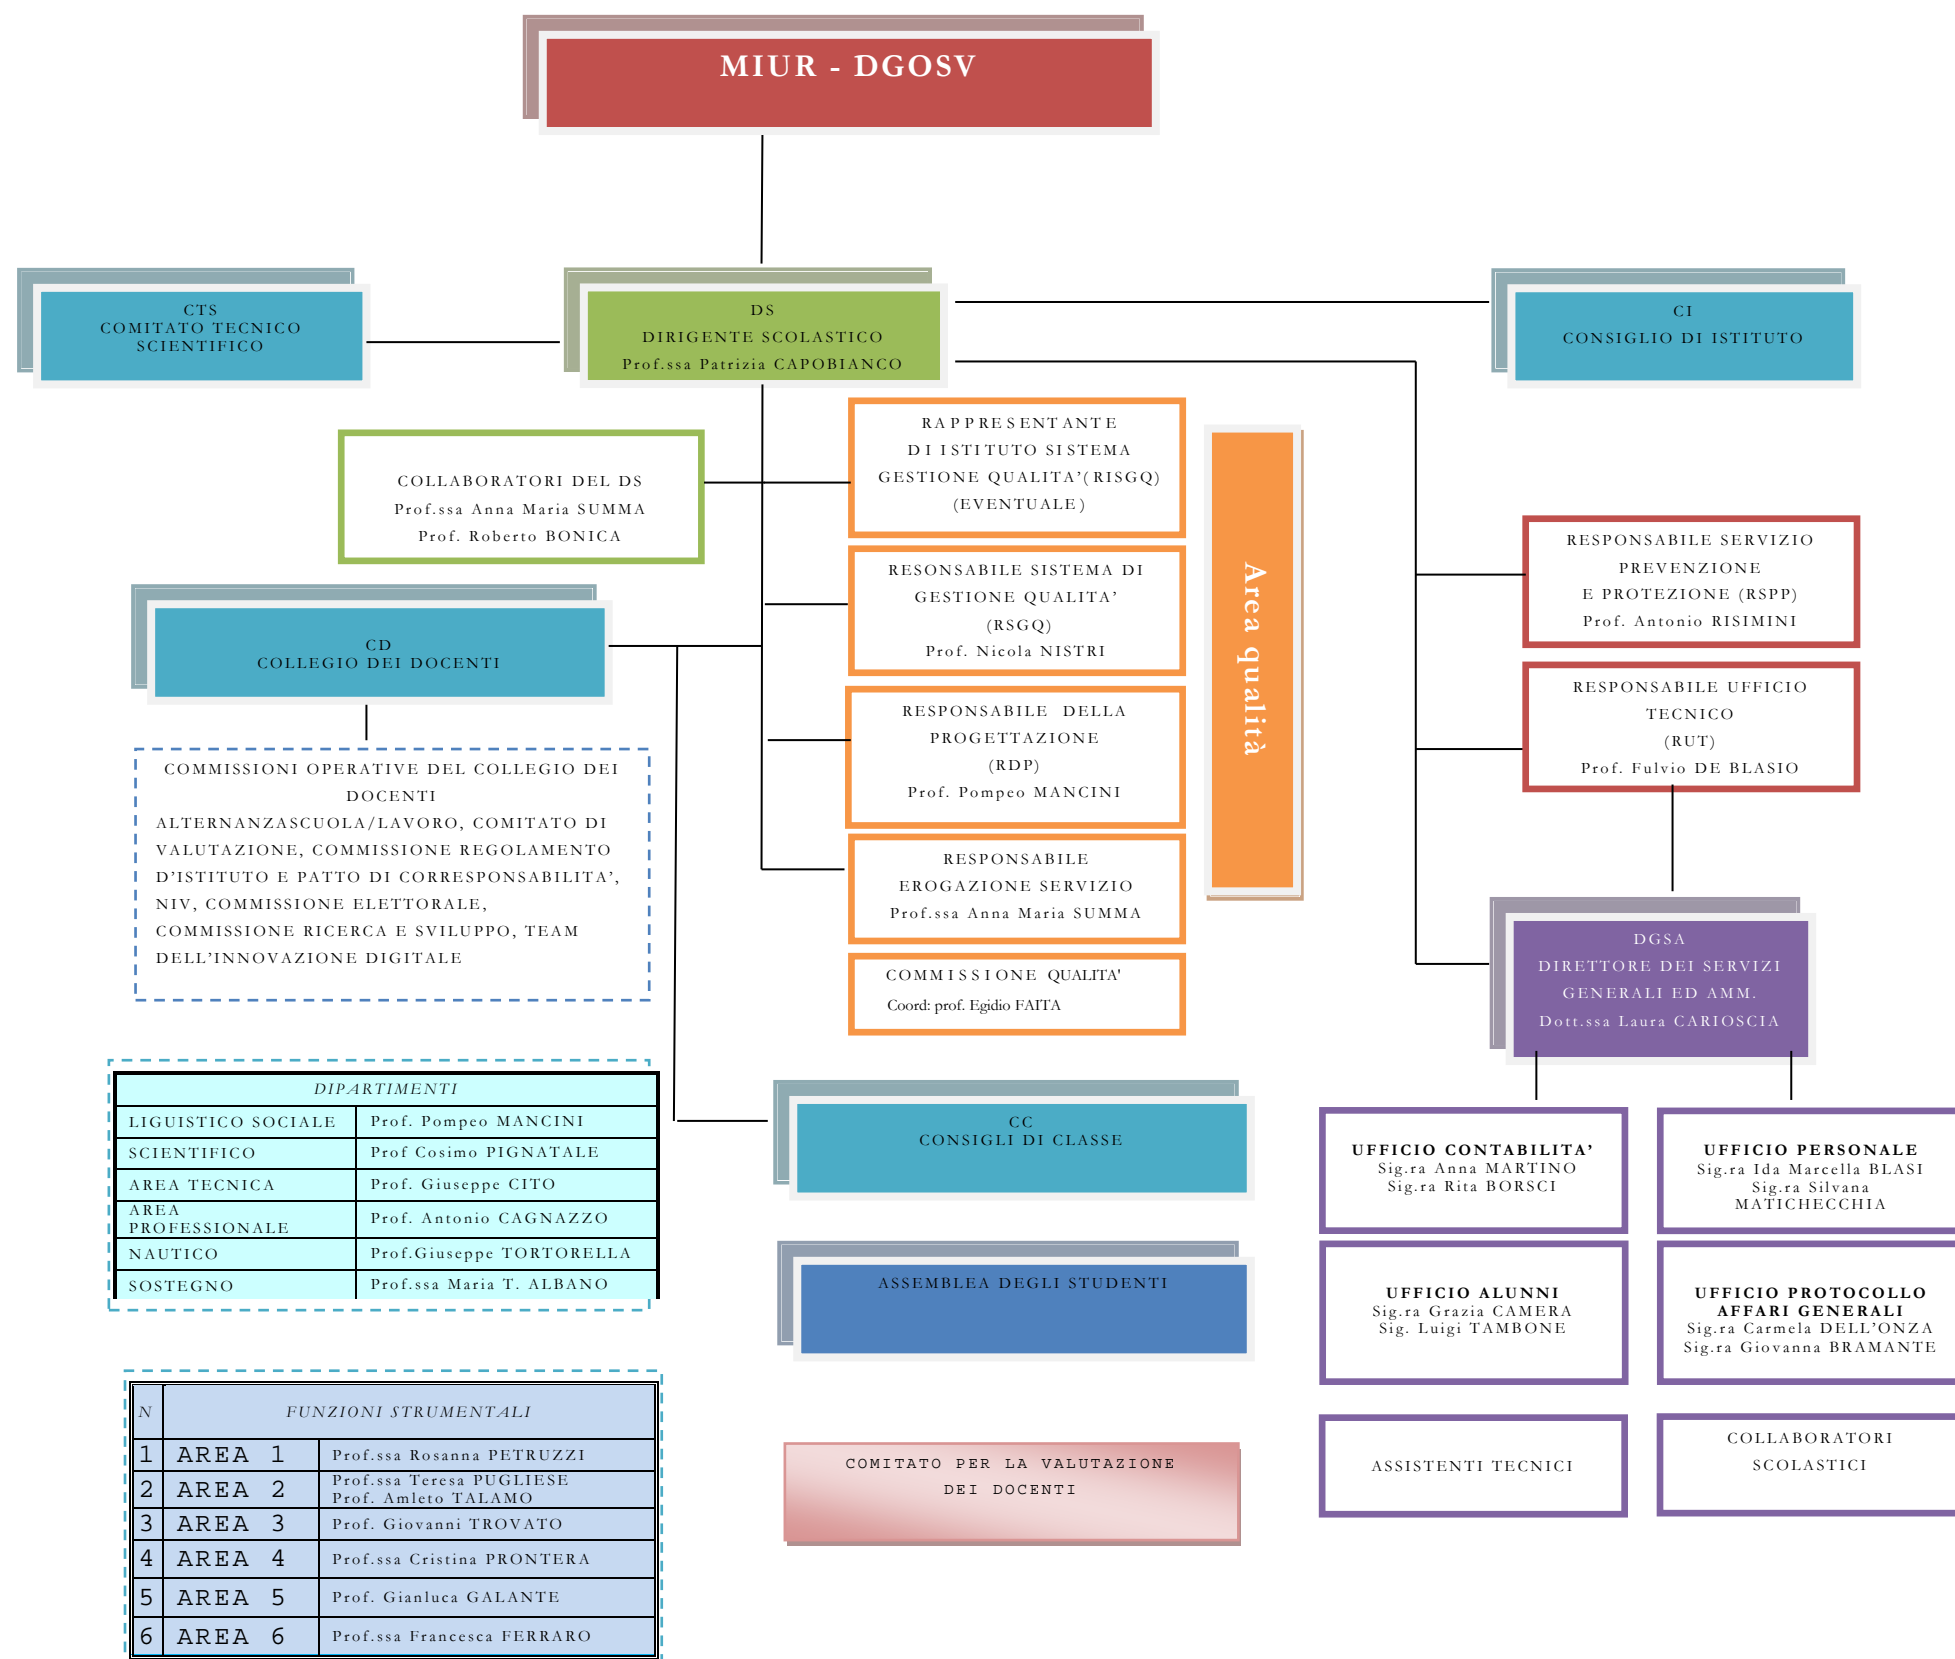 MIUR - DGOSV
CTS
COMITATO TECNICO
SCIENTIFICO
DS
DIRIGENTE SCOLASTICO
Prof.ssa Patrizia CAPOBIANCO
CI
CONSIGLIO DI ISTITUTO
COLLABORATORI DEL DS
Prof.ssa Anna Maria SUMMA
Prof. Roberto BONICA
RAPPRESENTANTE
DI ISTITUTO SISTEMA
GESTIONE QUALITA’(RISGQ)
(EVENTUALE)
RESONSABILE SISTEMA DI
GESTIONE QUALITA’
(RSGQ)
Prof. Nicola NISTRI
RESPONSABILE DELLA
PROGETTAZIONE
(RDP)
Prof. Pompeo MANCINI
RESPONSABILE
EROGAZIONE SERVIZIO
Prof.ssa Anna Maria SUMMA
COMMISSIONE QUALITA'
Coord: prof. Egidio FAITA
Area qualità
RESPONSABILE SERVIZIO
PREVENZIONE
E PROTEZIONE (RSPP)
Prof. Antonio RISIMINI
RESPONSABILE UFFICIO
TECNICO
(RUT)
Prof. Fulvio DE BLASIO
CD
COLLEGIO DEI DOCENTI
COMMISSIONI OPERATIVE DEL COLLEGIO DEI
DOCENTI
ALTERNANZASCUOLA/LAVORO, COMITATO DI
VALUTAZIONE, COMMISSIONE REGOLAMENTO
D’ISTITUTO E PATTO DI CORRESPONSABILITA’,
NIV, COMMISSIONE ELETTORALE,
COMMISSIONE RICERCA E SVILUPPO, TEAM
DELL’INNOVAZIONE DIGITALE
DGSA
DIRETTORE DEI SERVIZI
GENERALI ED AMM.
Dott.ssa Laura CARIOSCIA
DIPARTIMENTI
LIGUISTICO SOCIALE Prof. Pompeo MANCINI
SCIENTIFICO Prof Cosimo PIGNATALE
AREA TECNICA Prof. Giuseppe CITO
AREA
PROFESSIONALE Prof. Antonio CAGNAZZO
NAUTICO Prof.Giuseppe TORTORELLA
SOSTEGNO Prof.ssa Maria T. ALBANO
CC
CONSIGLI DI CLASSE
ASSEMBLEA DEGLI STUDENTI
COMITATO PER LA VALUTAZIONE
DEI DOCENTI
UFFICIO CONTABILITA’
Sig.ra Anna MARTINO
Sig.ra Rita BORSCI
UFFICIO PERSONALE
Sig.ra Ida Marcella BLASI
Sig.ra Silvana
MATICHECCHIA
UFFICIO ALUNNI
Sig.ra Grazia CAMERA
Sig. Luigi TAMBONE
UFFICIO PROTOCOLLO
AFFARI GENERALI
Sig.ra Carmela DELL’ONZA
Sig.ra Giovanna BRAMANTE
ASSISTENTI TECNICI
COLLABORATORI
SCOLASTICI
N FUNZIONI STRUMENTALI
1 AREA 1 Prof.ssa Rosanna PETRUZZI
2 AREA 2 Prof.ssa Teresa PUGLIESE
Prof. Amleto TALAMO
3 AREA 3 Prof. Giovanni TROVATO
4 AREA 4 Prof.ssa Cristina PRONTERA
5 AREA 5 Prof. Gianluca GALANTE
6 AREA 6 Prof.ssa Francesca FERRARO